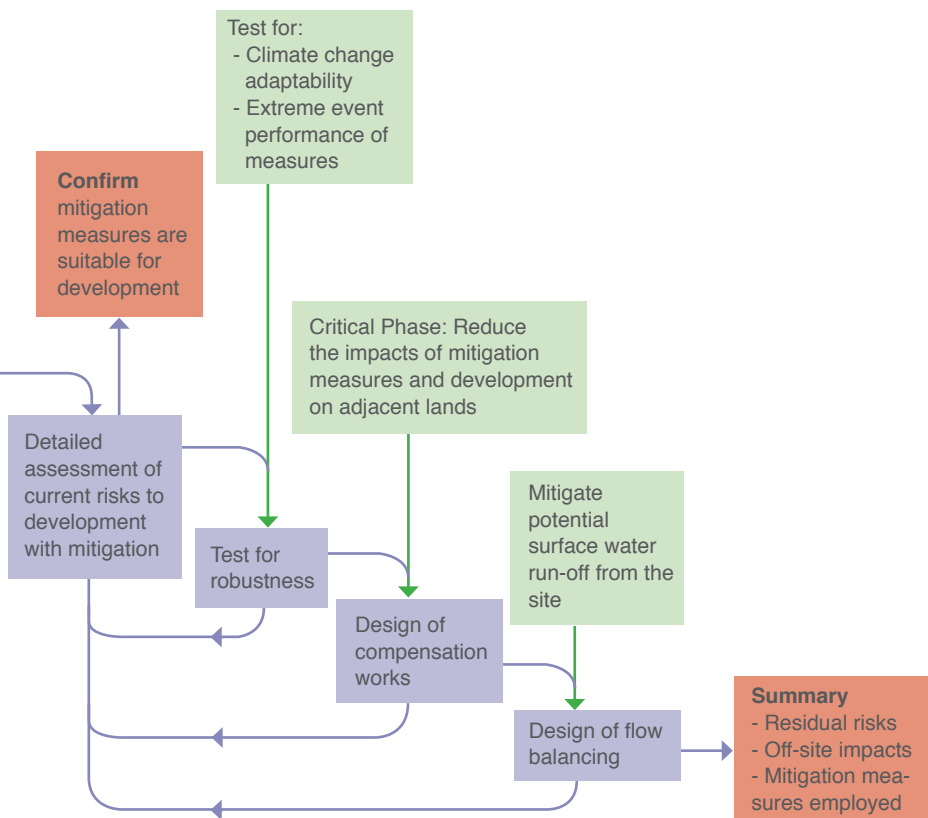 Test for:
- Climate change
adaptability
- Extreme event
performance of
measures
Confirm
mitigation
measures are
suitable for
development
Critical Phase: Reduce
the impacts of mitigation
measures and development
on adjacent lands
Detailed
assessment of
current risks to
development
with mitigation
Mitigate
potential
surface water
run-off from the
site
Test for
robustness
Design of
compensation
works
Design of flow
balancing
Summary
- Residual risks
- Off-site impacts
- Mitigation mea-
sures employed